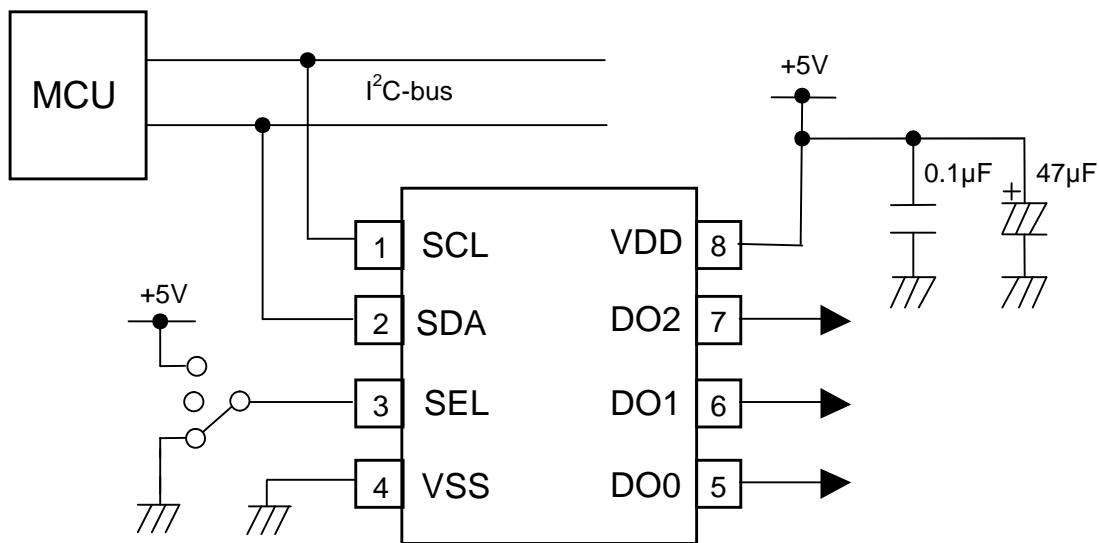 MCU
I²C-bus
+5V
0.1µF
+
47µF
1 SCL VDD 8
+5V
2 SDA DO2 7
3 SEL DO1 6
4 VSS DO0 5